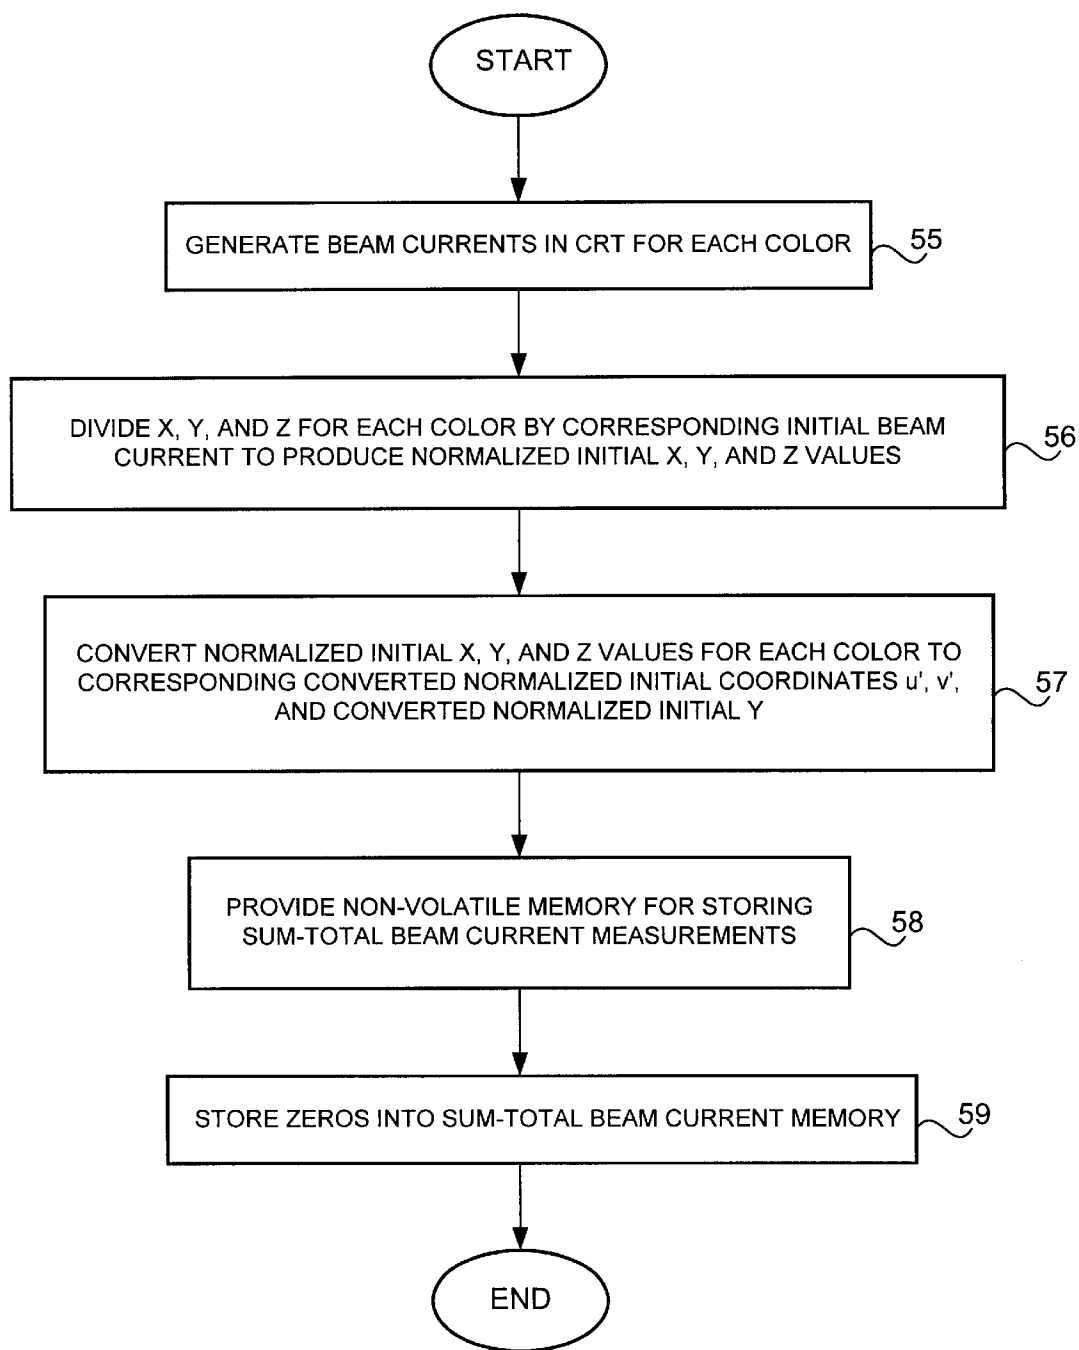 START
GENERATE BEAM CURRENTS IN CRT FOR EACH COLOR
55
DIVIDE X, Y, AND Z FOR EACH COLOR BY CORRESPONDING INITIAL BEAM
CURRENT TO PRODUCE NORMALIZED INITIAL X, Y, AND Z VALUES
56
CONVERT NORMALIZED INITIAL X, Y, AND Z VALUES FOR EACH COLOR TO
CORRESPONDING CONVERTED NORMALIZED INITIAL COORDINATES u', v',
AND CONVERTED NORMALIZED INITIAL Y
57
PROVIDE NON-VOLATILE MEMORY FOR STORING
SUM-TOTAL BEAM CURRENT MEASUREMENTS
58
STORE ZEROS INTO SUM-TOTAL BEAM CURRENT MEMORY
59
END